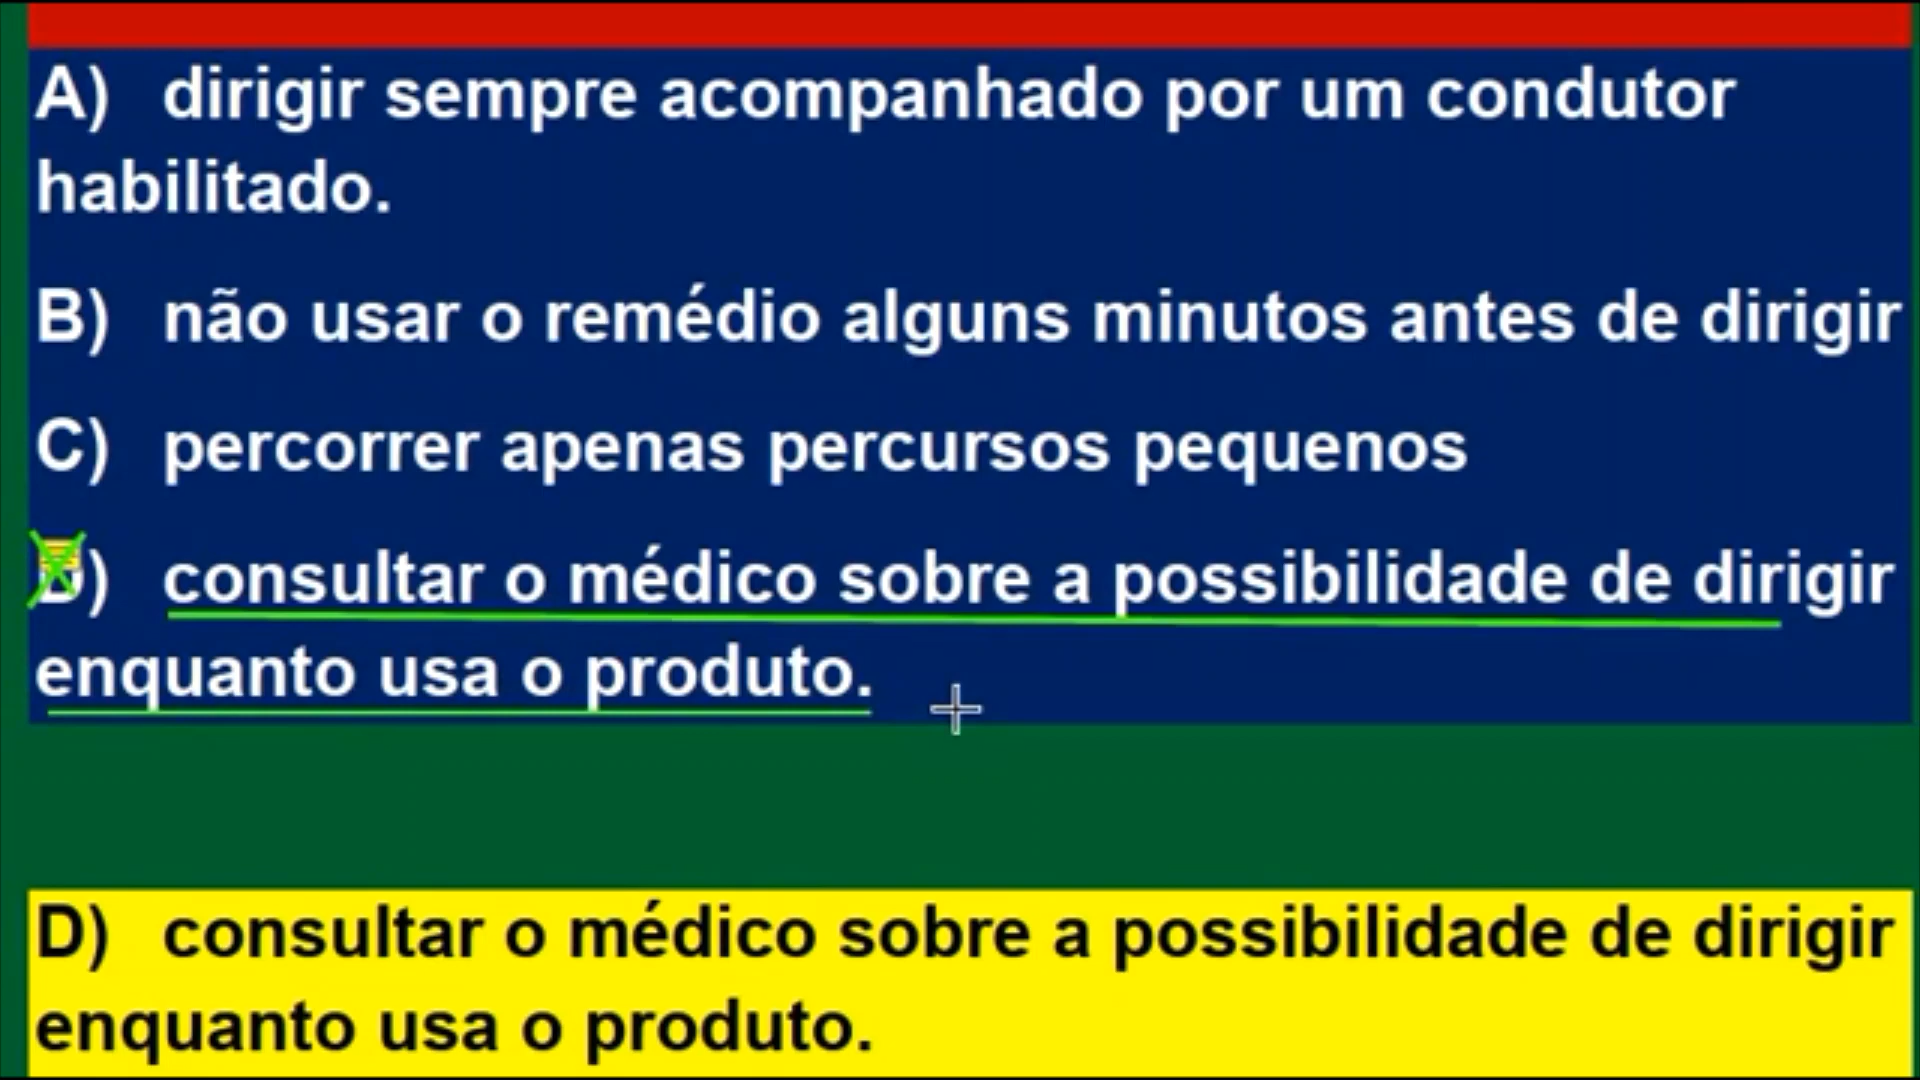 A) dirigir sempre acompanhado por um condutor
habilitado.
B) não usar o remédio alguns minutos antes de dirigir
C) percorrer apenas percursos pequenos
D) consultar o médico sobre a possibilidade de dirigir
enquanto usa o produto.
D) consultar o médico sobre a possibilidade de dirigir
enquanto usa o produto.